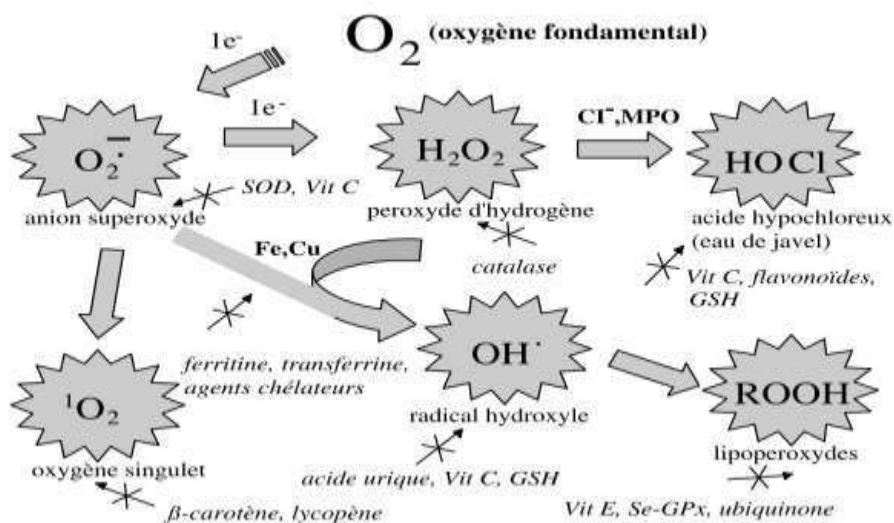 O2 (oxygène fondamental)
1e-
1e-
O2•−
anion superoxyde
SOD, Vit C
H2O2
peroxyde d'hydrogène
catalase
Cl−,MPO
HOCl
acide hypochloreux
(eau de javel)
Vit C, flavonoïdes,
GSH
Fe,Cu
ferritine, transferrine,
agents chélateurs
¹O2
oxygène singulet
β-carotène, lycopène
OH•
radical hydroxyle
acide urique, Vit C, GSH
ROOH
lipoperoxydes
Vit E, Se-GPx, ubiquinone